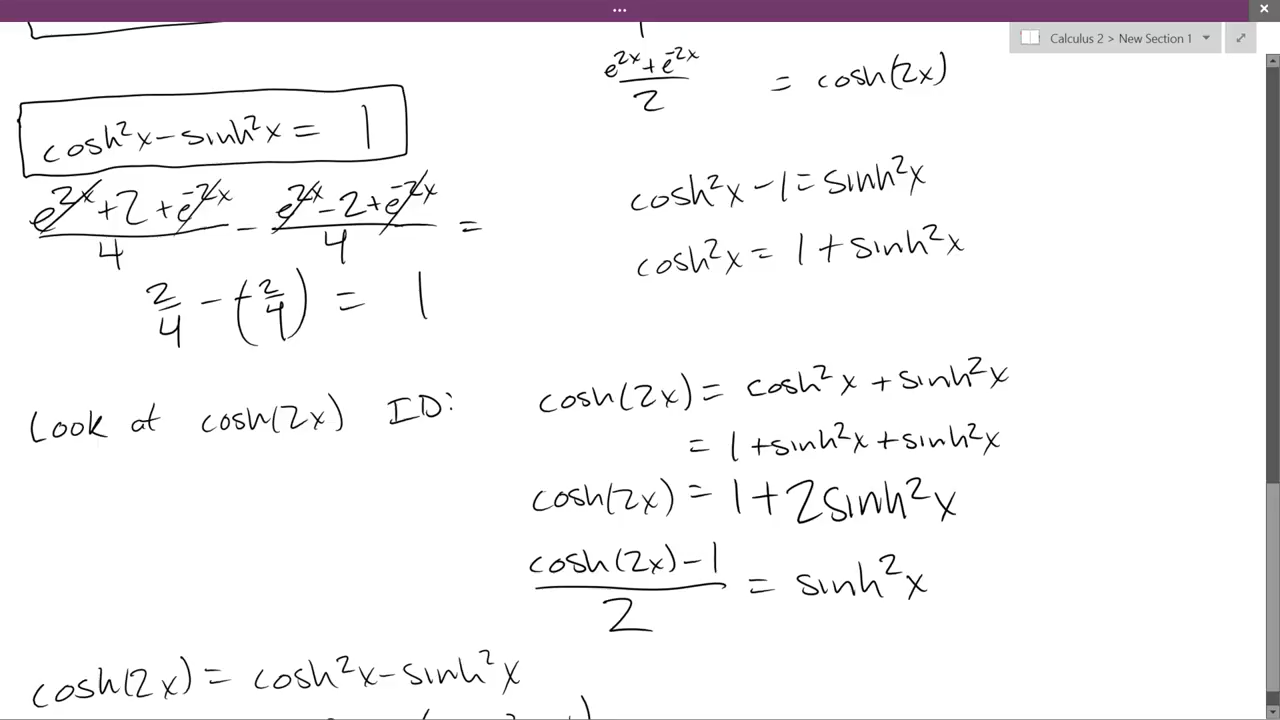 Calculus 2 > New Section 1
e^2x + e^-2x / 2 = cosh(2x)
cosh²x - sinh²x = 1
e^2x + 2 + e^-2x / 4 - e^2x - 2 + e^-2x / 4 =
2/4 - (-2/4) = 1
cosh²x - 1 = sinh²x
cosh²x = 1 + sinh²x
Look at cosh(2x) ID:
cosh(2x) = cosh²x + sinh²x
= 1 + sinh²x + sinh²x
cosh(2x) = 1 + 2sinh²x
cosh(2x) - 1 / 2 = sinh²x
cosh(2x) = cosh²x - sinh²x